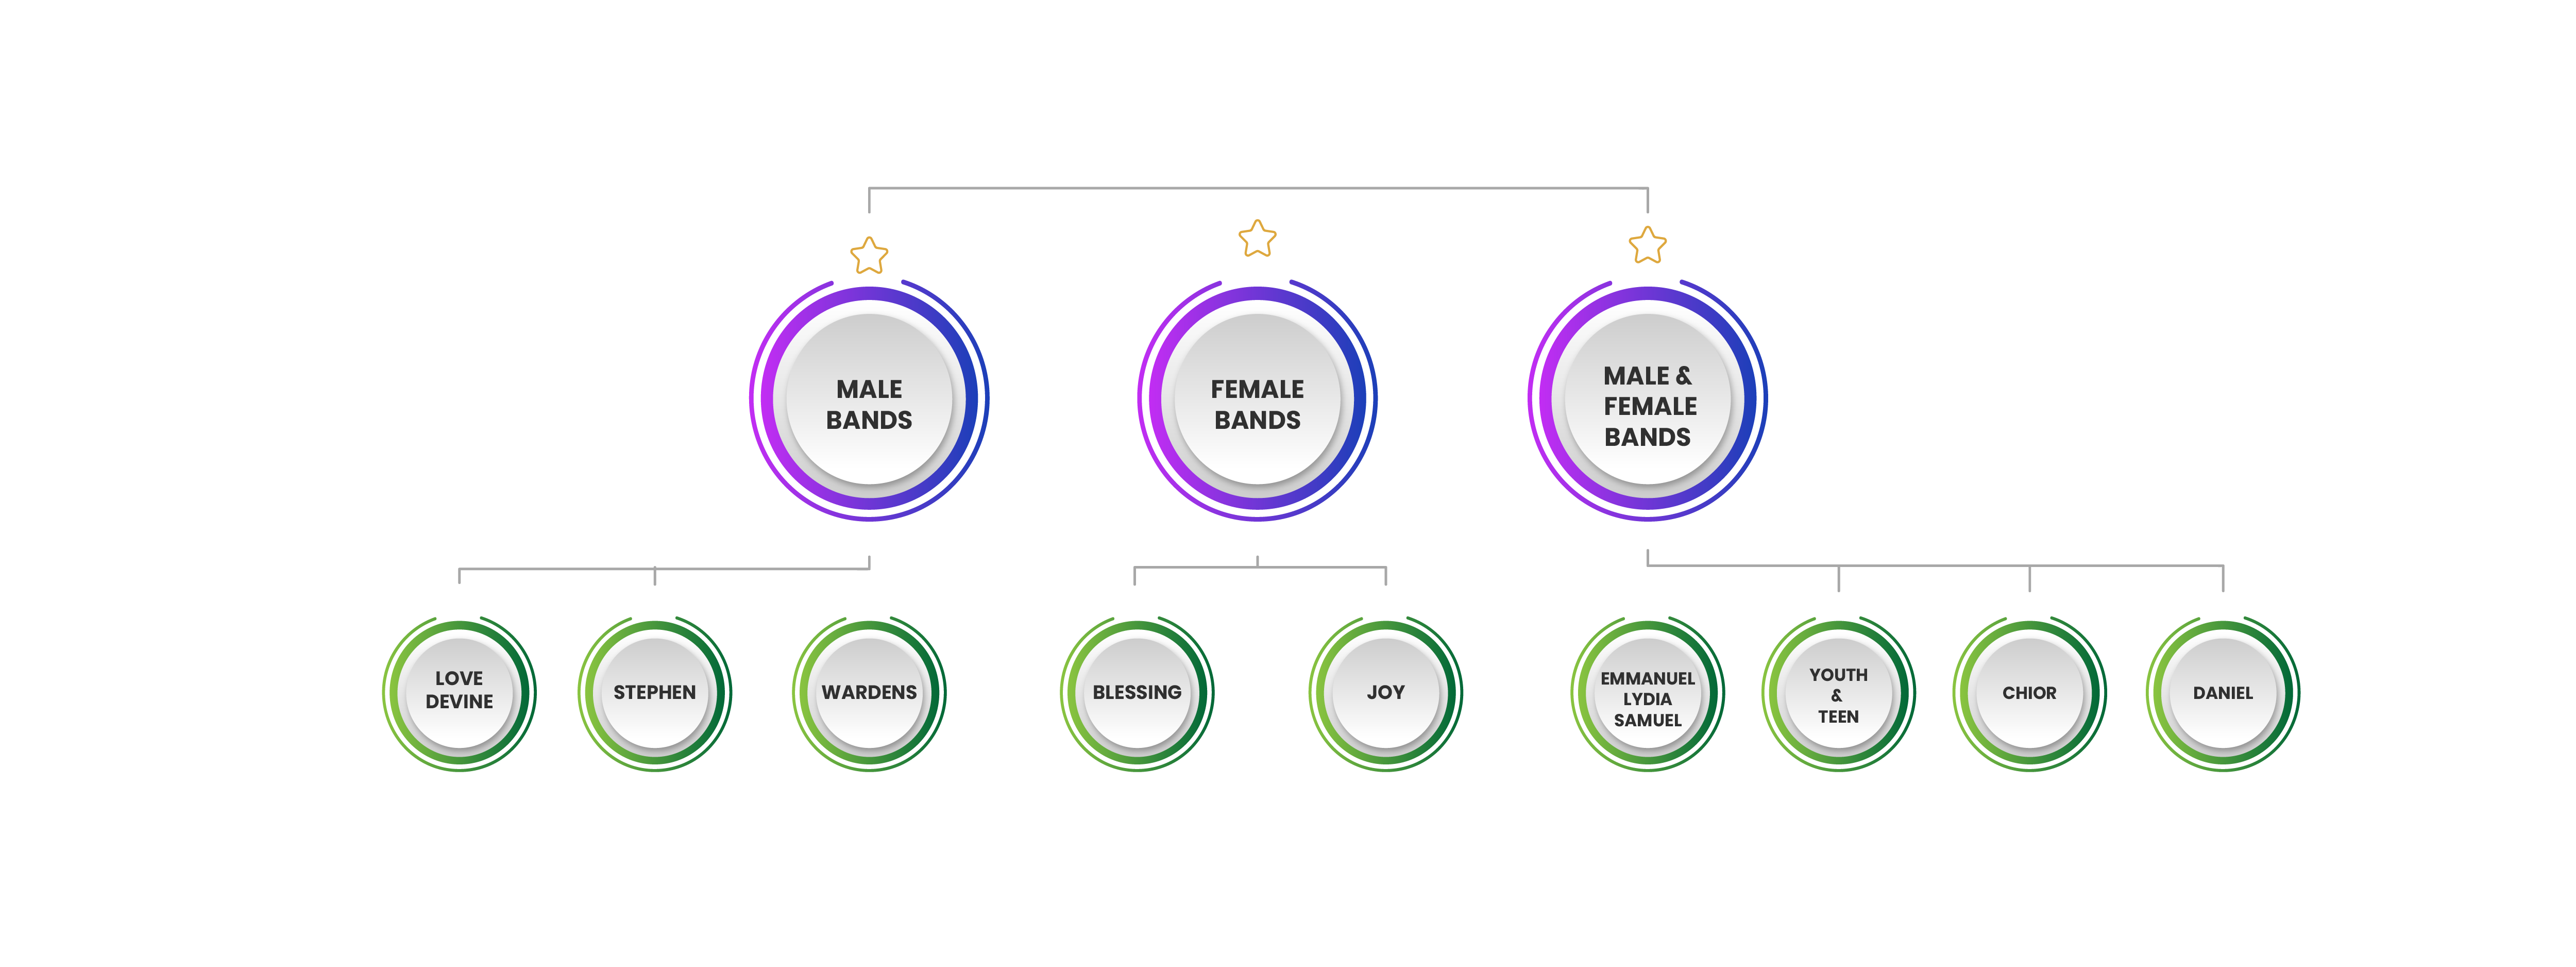 MALE
BANDS
FEMALE
BANDS
MALE &
FEMALE
BANDS
LOVE
DEVINE
STEPHEN
WARDENS
BLESSING
JOY
EMMANUEL
LYDIA
SAMUEL
YOUTH
&
TEEN
CHIOR
DANIEL